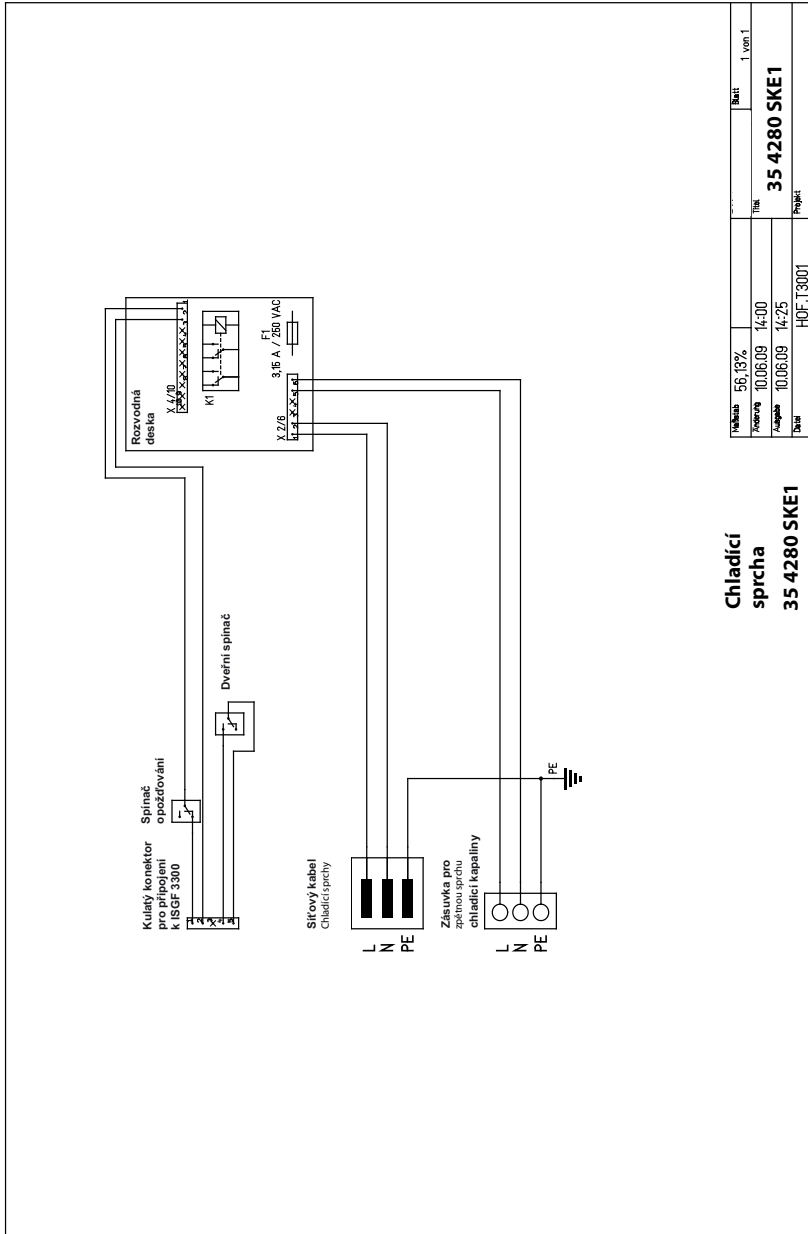 Kulatý konektor
pro připojení
k ISGF 3300
Spínač
opožďování
Dveřní spínač
Rozvodná
deska
X 4/10
K1
F1
3,15 A / 250 VAC
X 2/6
Síťový kabel
Chladící sprchy
L
N
PE
Zásuvka pro
zpětnou sprchu
chladicí kapaliny
L
N
PE
PE
Chladící
sprcha
35 4280 SKE1
Maßstab 56,13%
Änderung 10.06.09 14:00
Ausgabe 10.06.09 14:25
Datei HOF.T3001
Blatt 1 von 1
Titel
35 4280 SKE1
Projekt